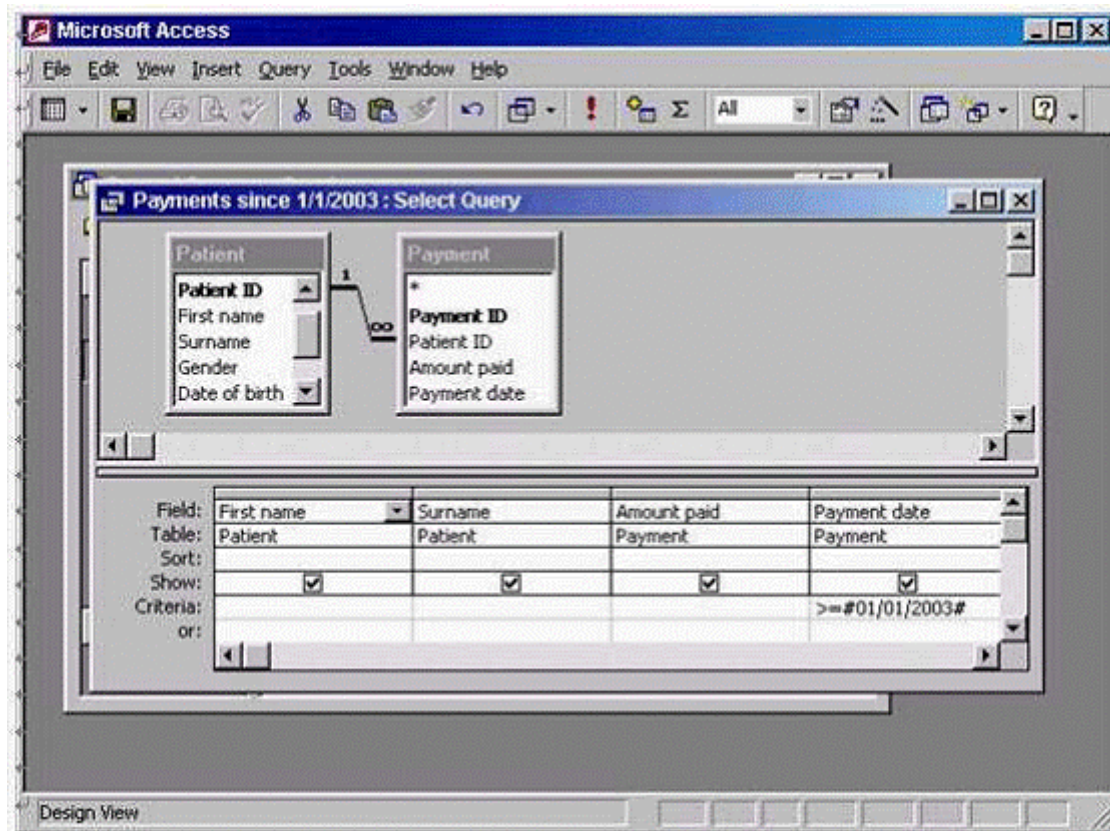 Microsoft Access
File Edit View Insert Query Tools Window Help
All
Payments since 1/1/2003 : Select Query
Patient
Patient ID
First name
Surname
Gender
Date of birth
1
∞
Payment
*
Payment ID
Patient ID
Amount paid
Payment date
Field: First name Surname Amount paid Payment date
Table: Patient Patient Payment Payment
Sort:
Show:
Criteria: >=#01/01/2003#
or:
Design View